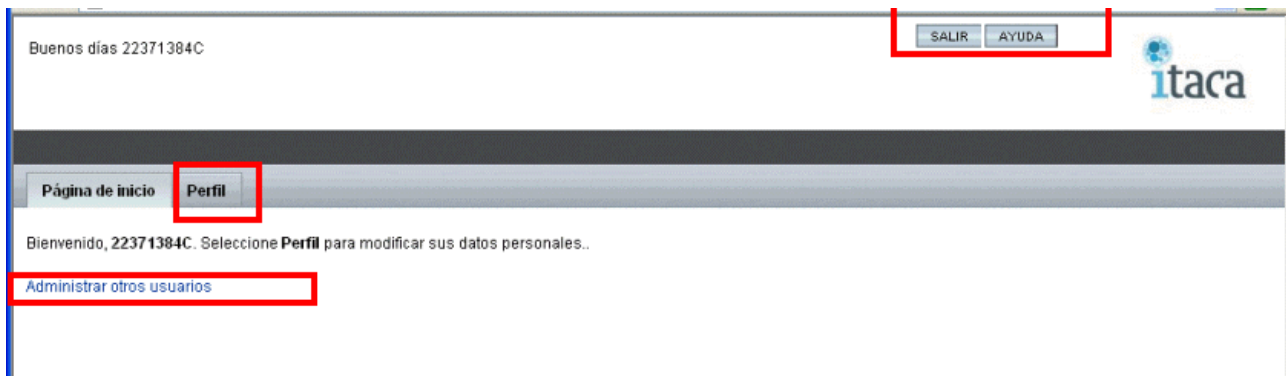 Buenos días 22371384C
SALIR AYUDA
itaca
Página de inicio Perfil
Bienvenido, 22371384C. Seleccione Perfil para modificar sus datos personales..
Administrar otros usuarios